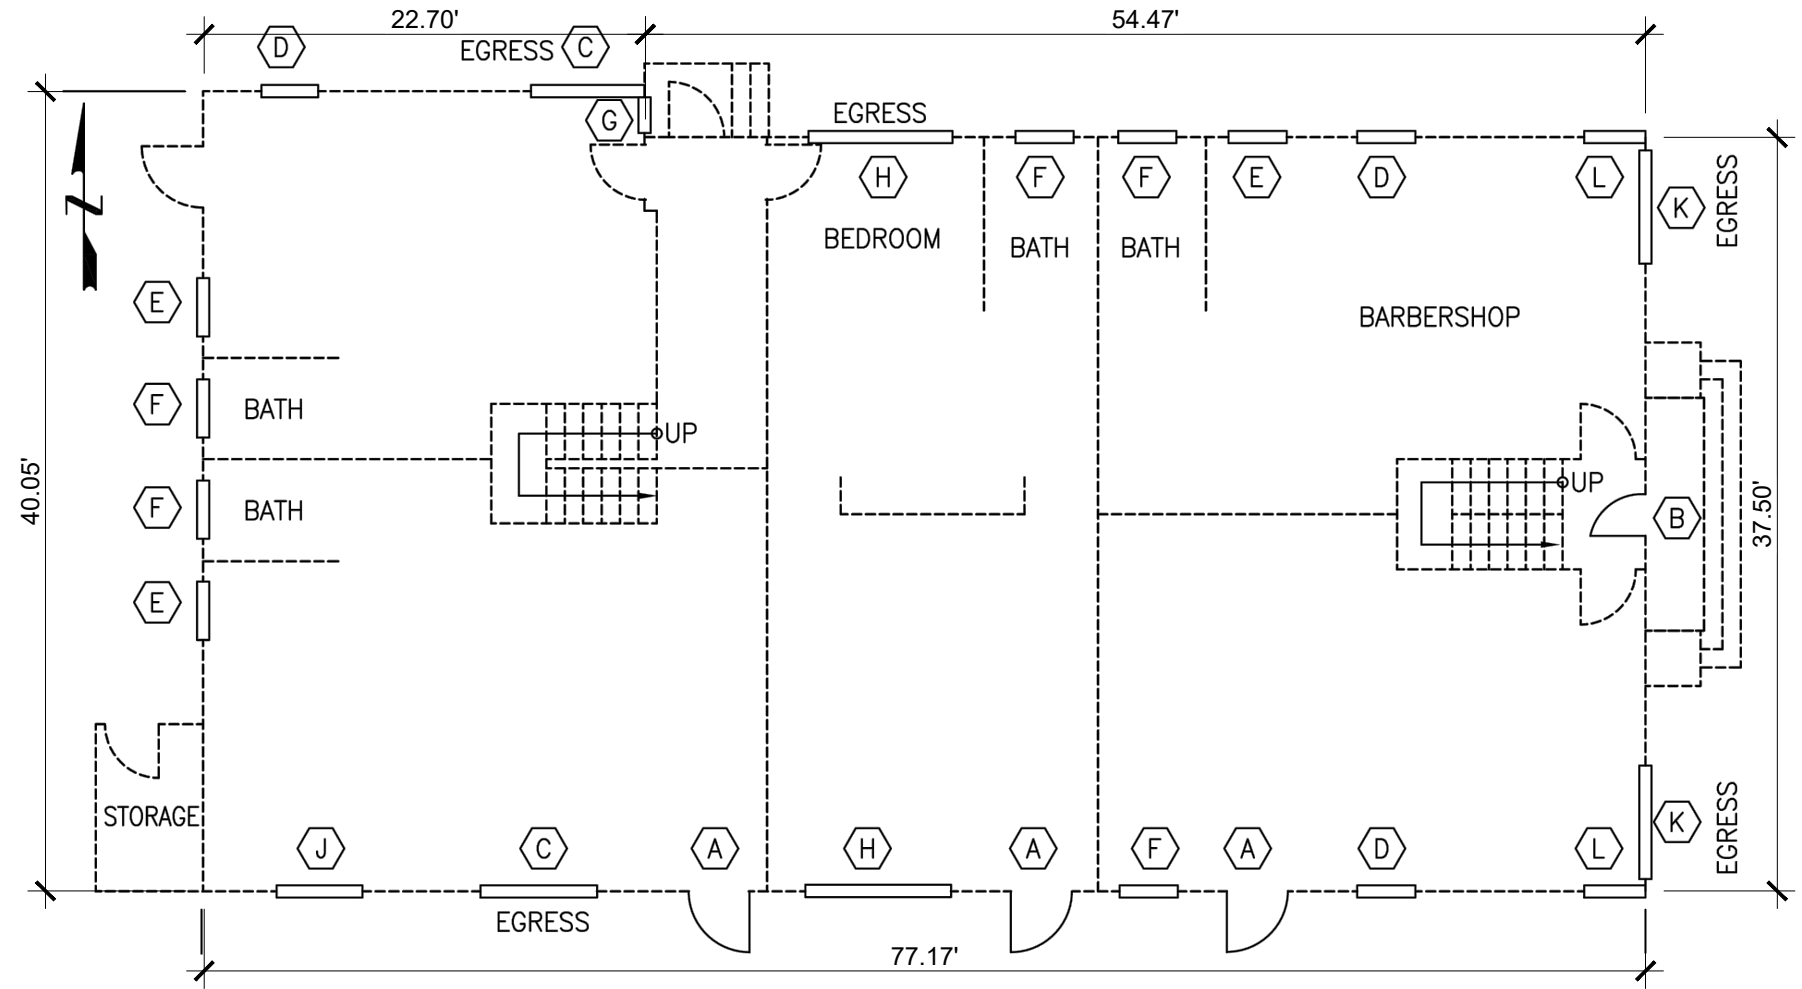 22.70'
54.47'
D
EGRESS
C
G
EGRESS
H
F
F
E
D
L
K
EGRESS
N
BEDROOM
BATH
BATH
E
BARBERSHOP
F
BATH
UP
UP
F
BATH
B
40.05'
37.50'
E
STORAGE
J
C
A
H
A
F
A
D
L
K
EGRESS
EGRESS
77.17'